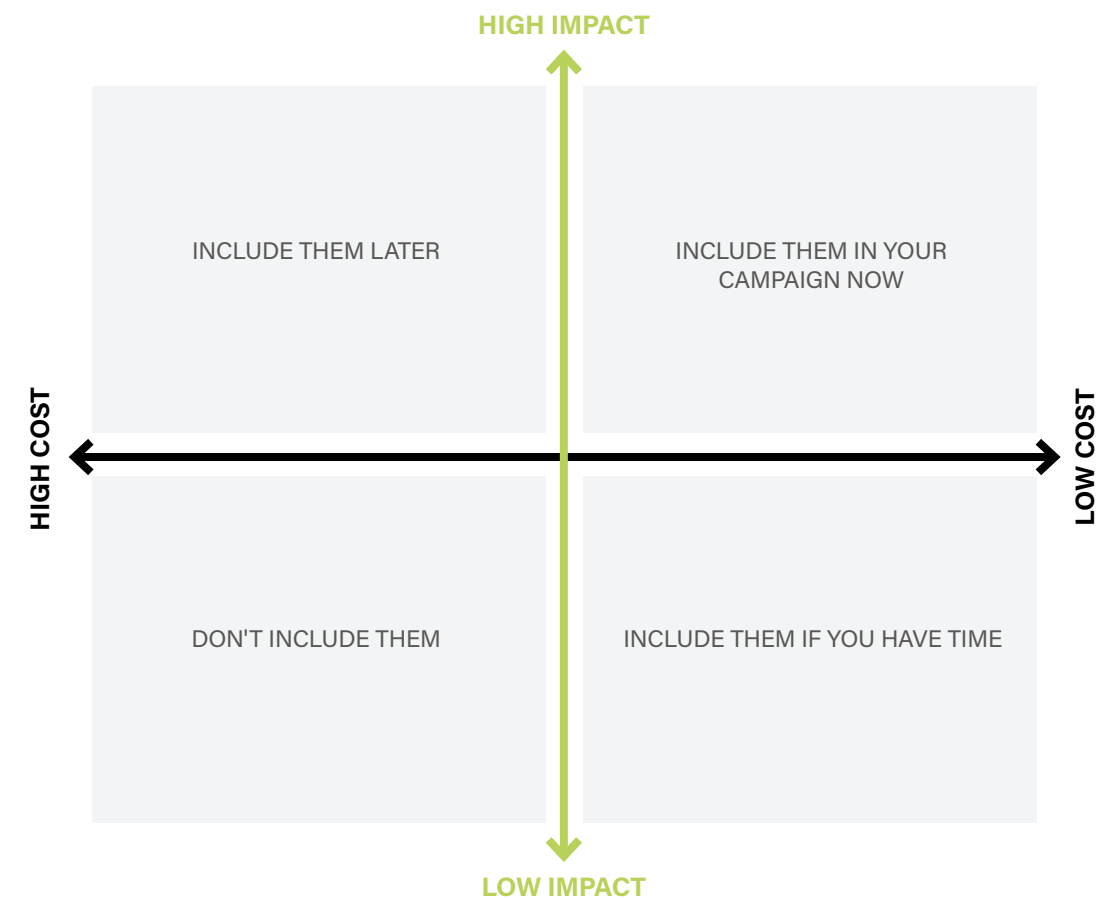 HIGH IMPACT
INCLUDE THEM LATER
INCLUDE THEM IN YOUR
CAMPAIGN NOW
HIGH COST
LOW COST
DON'T INCLUDE THEM
INCLUDE THEM IF YOU HAVE TIME
LOW IMPACT